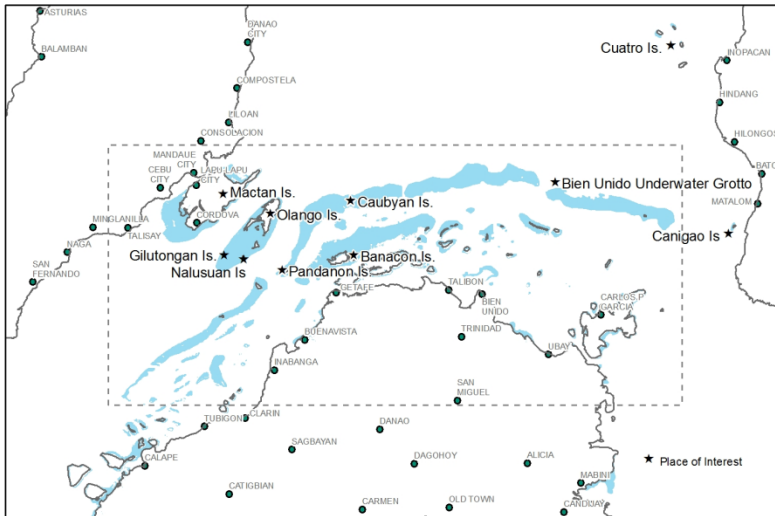 ASTURIAS
DANAO
CITY
Cuatro Is.
BALAMBAN
INOPACAN
COMPOSTELA
HINDANG
LILOAN
CONSOLACION
HILONGOS
MANDAUE
CITY
CEBU
CITY
LAPU-LAPU
CITY
BATO
Mactan Is.
Bien Unido Underwater Grotto
Caubyan Is.
MATALOM
Olango Is.
CORDOVA
MINGLANILLA
TALISAY
Canigao Is
NAGA
Gilutongan Is.
Nalusuan Is
Banacon Is.
Pandanon Is.
SAN
FERNANDO
GETAFE
TALIBON
BIEN
UNIDO
CARLOS P.
GARCIA
BUENAVISTA
TRINIDAD
UBAY
INABANGA
SAN
MIGUEL
TUBIGON
CLARIN
DANAO
SAGBAYAN
CALAPE
DAGOHOY
ALICIA
Place of Interest
MABINI
CATIGBIAN
CARMEN
OLD TOWN
CANDIJAY